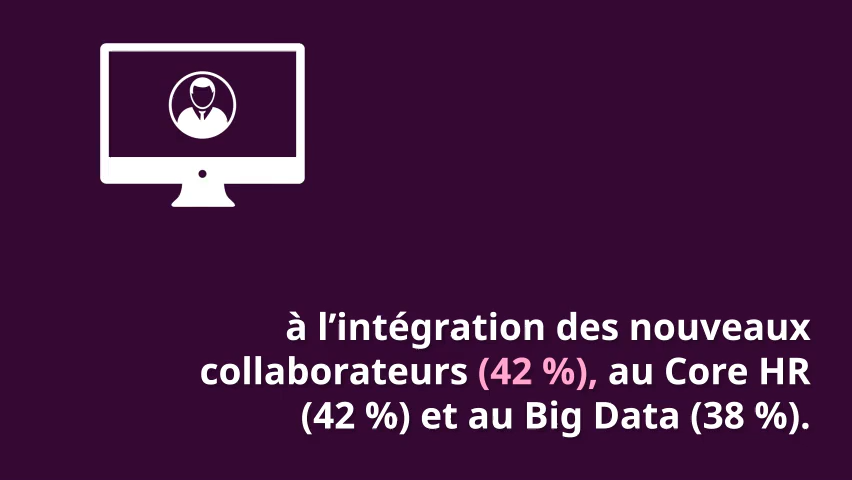 à l’intégration des nouveaux
collaborateurs (42 %), au Core HR
(42 %) et au Big Data (38 %).